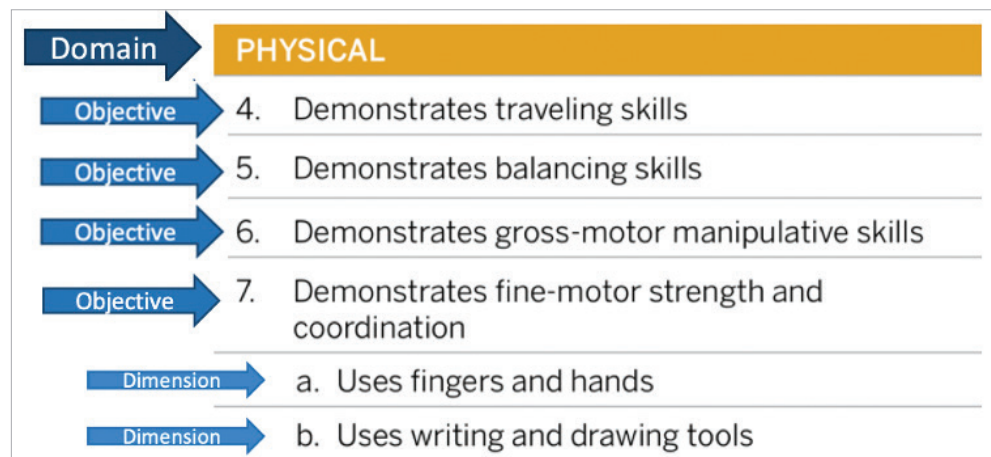 Domain PHYSICAL
Objective 4. Demonstrates traveling skills
Objective 5. Demonstrates balancing skills
Objective 6. Demonstrates gross-motor manipulative skills
Objective 7. Demonstrates fine-motor strength and
coordination
Dimension a. Uses fingers and hands
Dimension b. Uses writing and drawing tools